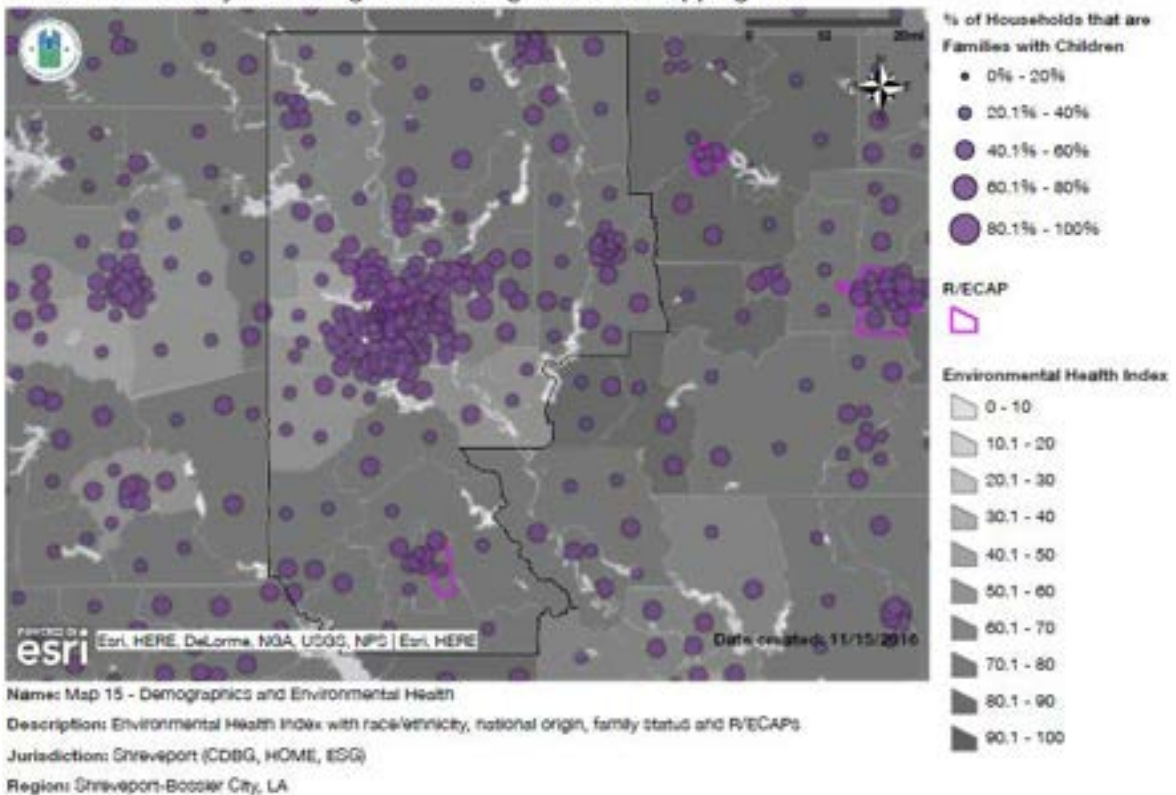 0 20mi
N
% of Households that are
Families with Children
0% - 20%
20.1% - 40%
40.1% - 60%
60.1% - 80%
80.1% - 100%
R/ECAP
Environmental Health Index
0 - 10
10.1 - 20
20.1 - 30
30.1 - 40
40.1 - 50
50.1 - 60
60.1 - 70
70.1 - 80
80.1 - 90
90.1 - 100
POWERED BY
esri
Esri, HERE, DeLorme, NGA, USGS, NPS | Esri, HERE
Date created: 11/15/2016
Name: Map 15 - Demographics and Environmental Health
Description: Environmental Health Index with race/ethnicity, national origin, family status and R/ECAPs
Jurisdiction: Shreveport (CDBG, HOME, ESG)
Region: Shreveport-Bossier City, LA